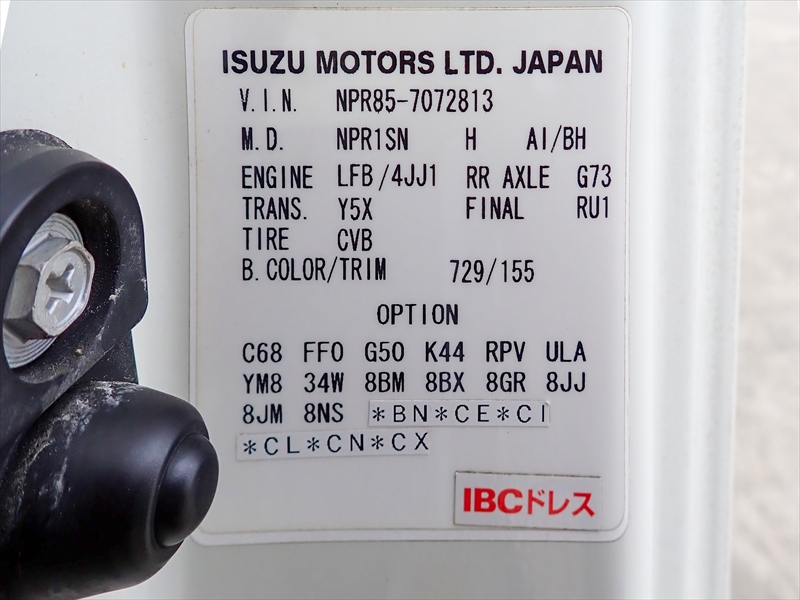 ISUZU MOTORS LTD. JAPAN
V.I.N. NPR85-7072813
M.D. NPR1SN H AI/BH
ENGINE LFB/4JJ1 RR AXLE G73
TRANS. Y5X FINAL RU1
TIRE CVB
B.COLOR/TRIM 729/155
OPTION
C68 FF0 G50 K44 RPV ULA
YM8 34W 8BM 8BX 8GR 8JJ
8JM 8NS *BN*CE*CI
*CL*CN*CX
IBCドレス